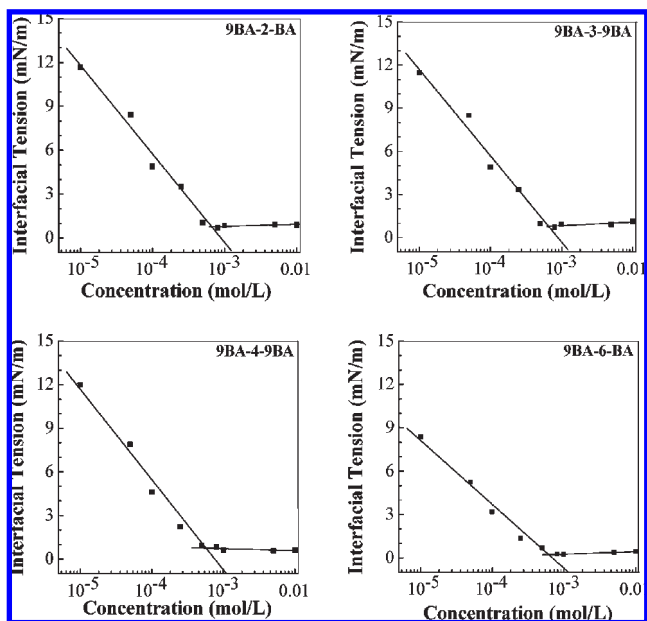 9BA-2-BA
Interfacial Tension (mN/m)
15
12
9
6
3
0
10-5 10-4 10-3 0.01
Concentration (mol/L)
9BA-3-9BA
Interfacial Tension (mN/m)
15
12
9
6
3
0
10-5 10-4 10-3 0.01
Concentration (mol/L)
9BA-4-9BA
Interfacial Tension (mN/m)
15
12
9
6
3
0
10-5 10-4 10-3 0.01
Concentration (mol/L)
9BA-6-BA
Interfacial Tension (mN/m)
15
12
9
6
3
0
10-5 10-4 10-3 0.0
Concentration (mol/L)